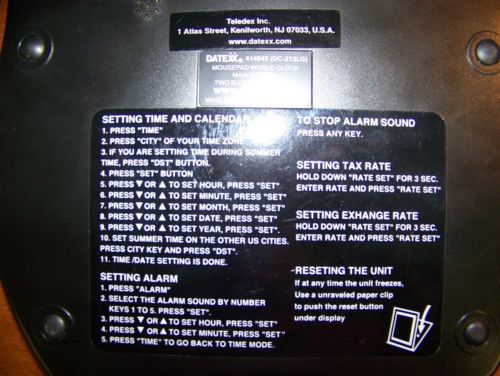 Teledex Inc.
1 Atlas Street, Kenilworth, NJ 07033, U.S.A.
www.datexx.com
DATEXX® 414545 (DC-213LG)
MOUSEPAD WORLD CLOCK
MAIN
TWO BUTT
WWW.
MADE
SETTING TIME AND CALENDAR
1. PRESS "TIME"
2. PRESS "CITY" OF YOUR TIME ZONE
3. IF YOU ARE SETTING TIME DURING SUMMER
TIME, PRESS "DST" BUTTON.
4. PRESS "SET" BUTTON
5. PRESS ▼ OR ▲ TO SET HOUR, PRESS "SET"
6. PRESS ▼ OR ▲ TO SET MINUTE, PRESS "SET"
7. PRESS ▼ OR ▲ TO SET MONTH, PRESS "SET"
8. PRESS ▼ OR ▲ TO SET DATE, PRESS "SET"
9. PRESS ▼ OR ▲ TO SET YEAR, PRESS "SET".
10. SET SUMMER TIME ON THE OTHER US CITIES.
PRESS CITY KEY AND PRESS "DST".
11. TIME /DATE SETTING IS DONE.
SETTING ALARM
1. PRESS "ALARM"
2. SELECT THE ALARM SOUND BY NUMBER
KEYS 1 TO 5. PRESS "SET".
3. PRESS ▼ OR ▲ TO SET HOUR, PRESS "SET"
4. PRESS ▼ OR ▲ TO SET MINUTE, PRESS "SET"
5. PRESS "TIME" TO GO BACK TO TIME MODE.
TO STOP ALARM SOUND
PRESS ANY KEY.
SETTING TAX RATE
HOLD DOWN "RATE SET" FOR 3 SEC.
ENTER RATE AND PRESS "RATE SET"
SETTING EXHANGE RATE
HOLD DOWN "RATE SET" FOR 3 SEC.
ENTER RATE AND PRESS "RATE SET"
RESETING THE UNIT
If at any time the unit freezes,
Use a unraveled paper clip
to push the reset button
under display